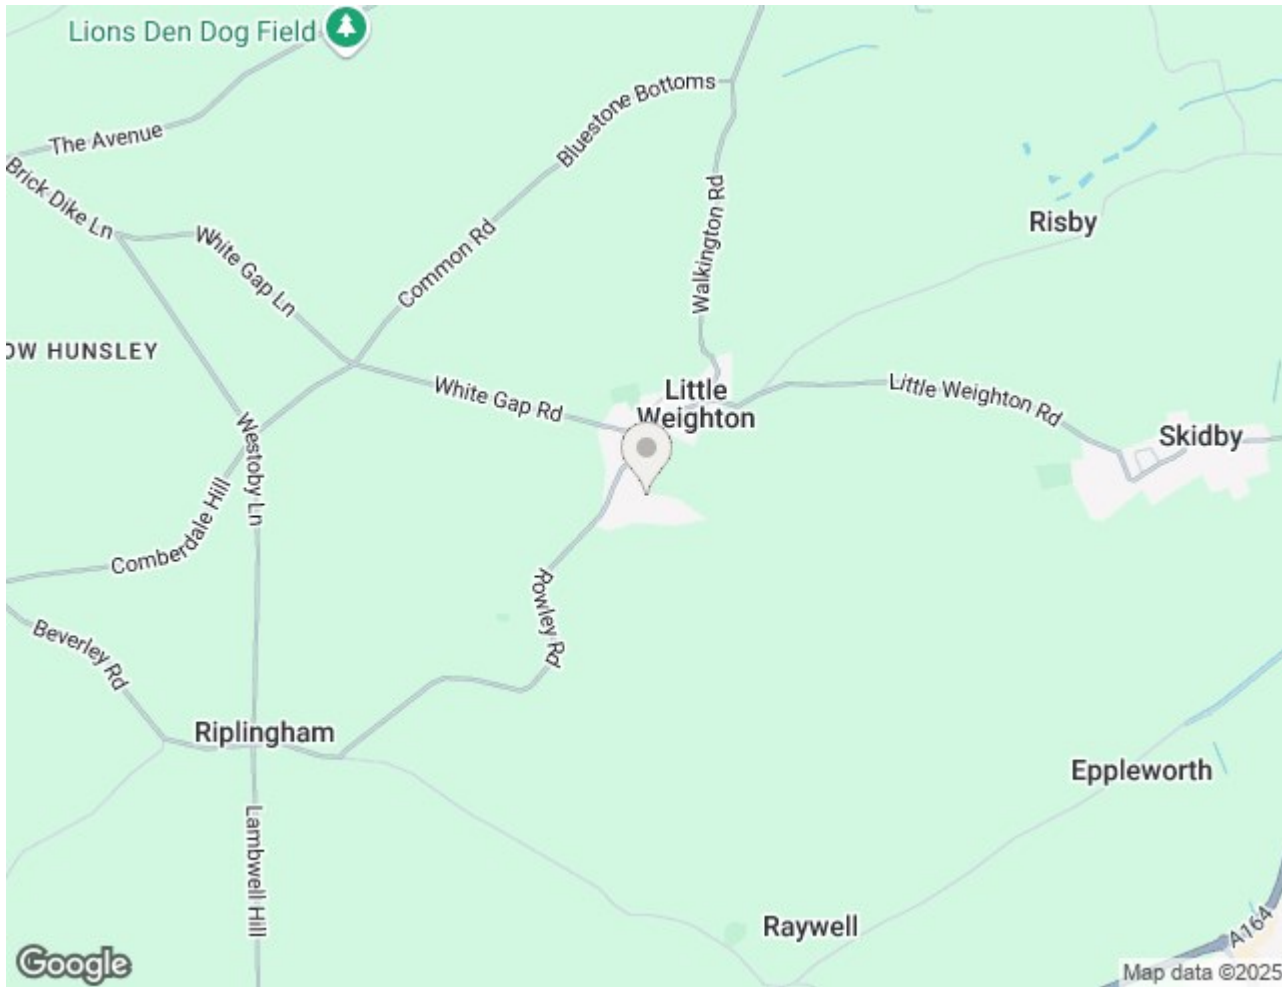 Lions Den Dog Field
The Avenue
Bluestone Bottoms
Brick Dike Ln
White Gap Ln
Common Rd
Walkington Rd
Risby
OW HUNSLEY
White Gap Rd
Little
Weighton
Little Weighton Rd
Skidby
Westoby Ln
Comberdale Hill
Rowley Rd
Beverley Rd
Riplingham
Eppleworth
Lambwell Hill
Raywell
A164
Google
Map data ©2025